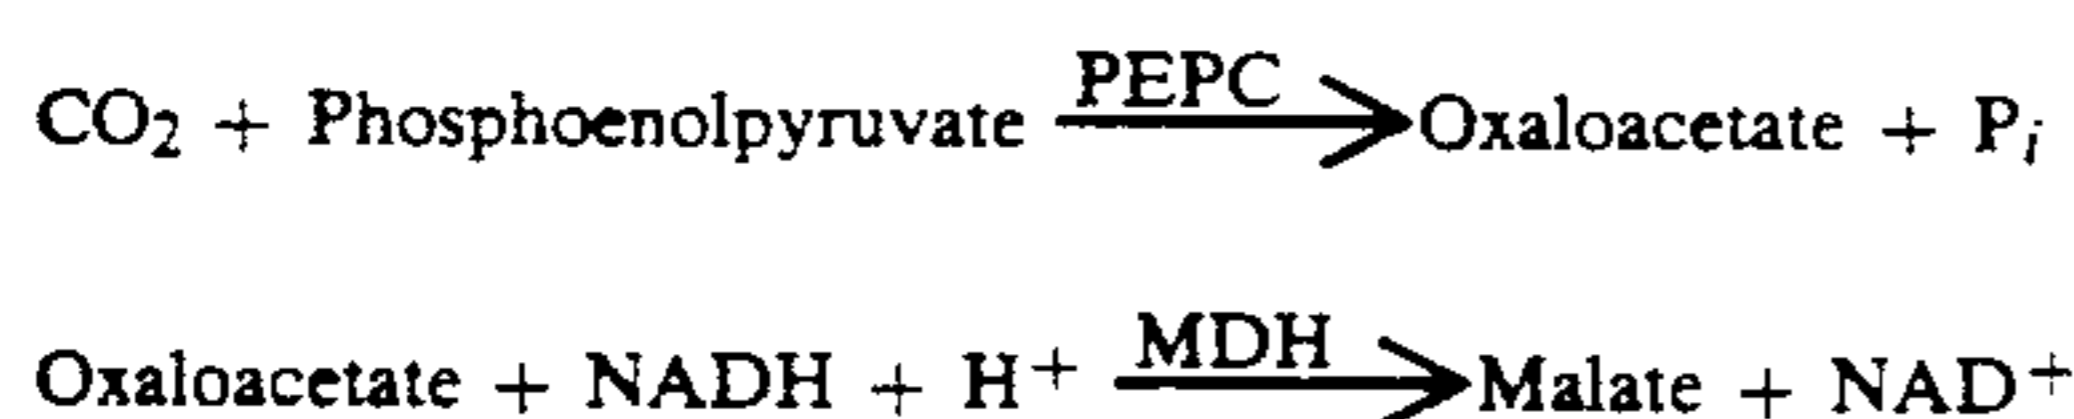 CO₂ + Phosphoenolpyruvate PEPC → Oxaloacetate + Pᵢ
Oxaloacetate + NADH + H⁺ MDH → Malate + NAD⁺